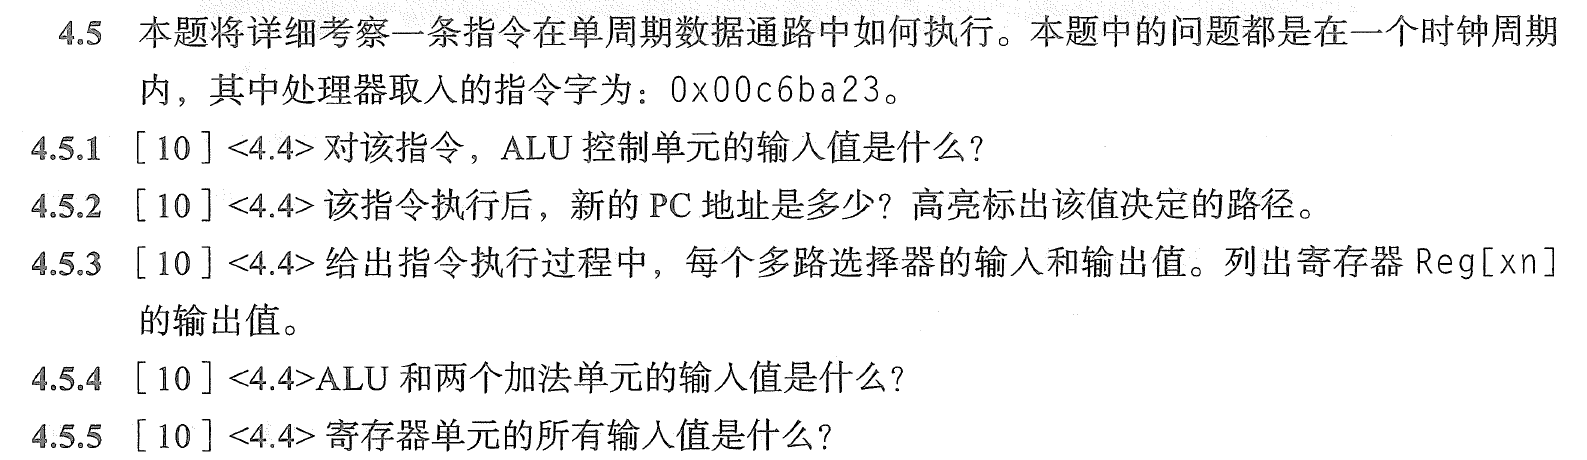 4.5 本题将详细考察一条指令在单周期数据通路中如何执行。本题中的问题都是在一个时钟周期
内，其中处理器取入的指令字为：0x00c6ba23。
4.5.1 [10] <4.4> 对该指令，ALU 控制单元的输入值是什么？
4.5.2 [10] <4.4> 该指令执行后，新的 PC 地址是多少？高亮标出该值决定的路径。
4.5.3 [10] <4.4> 给出指令执行过程中，每个多路选择器的输入和输出值。列出寄存器 Reg[xn]
的输出值。
4.5.4 [10] <4.4>ALU 和两个加法单元的输入值是什么？
4.5.5 [10] <4.4> 寄存器单元的所有输入值是什么？